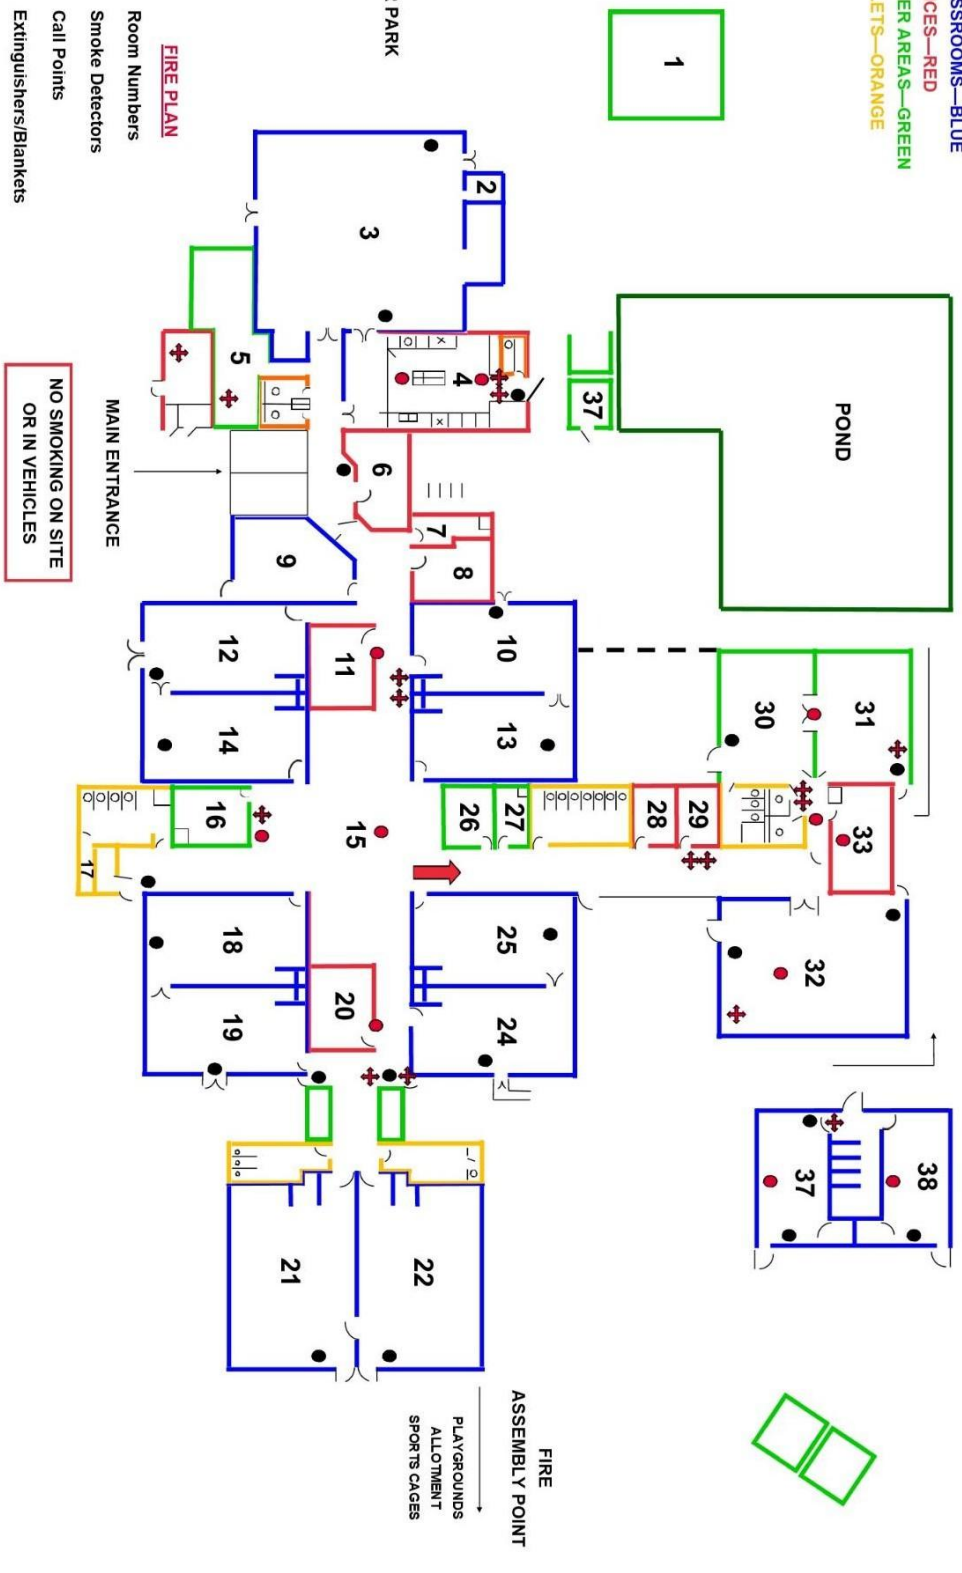 SSROOMS—BLUE
CES—RED
ER AREAS—GREEN
LETS—ORANGE
38
31
33
POND
32
37
30
29
1
28
37
FIRE
ASSEMBLY POINT
27
10
13
25
24
2
26
4
8
PLAYGROUNDS
7
ALLOTMENT
22
SPORTS CAGES
PARK
6
3
15
11
20
21
9
5
12
14
18
19
16
FIRE PLAN
Room Numbers
MAIN ENTRANCE
Smoke Detectors
17
Call Points
NO SMOKING ON SITE
OR IN VEHICLES
Extinguishers/Blankets